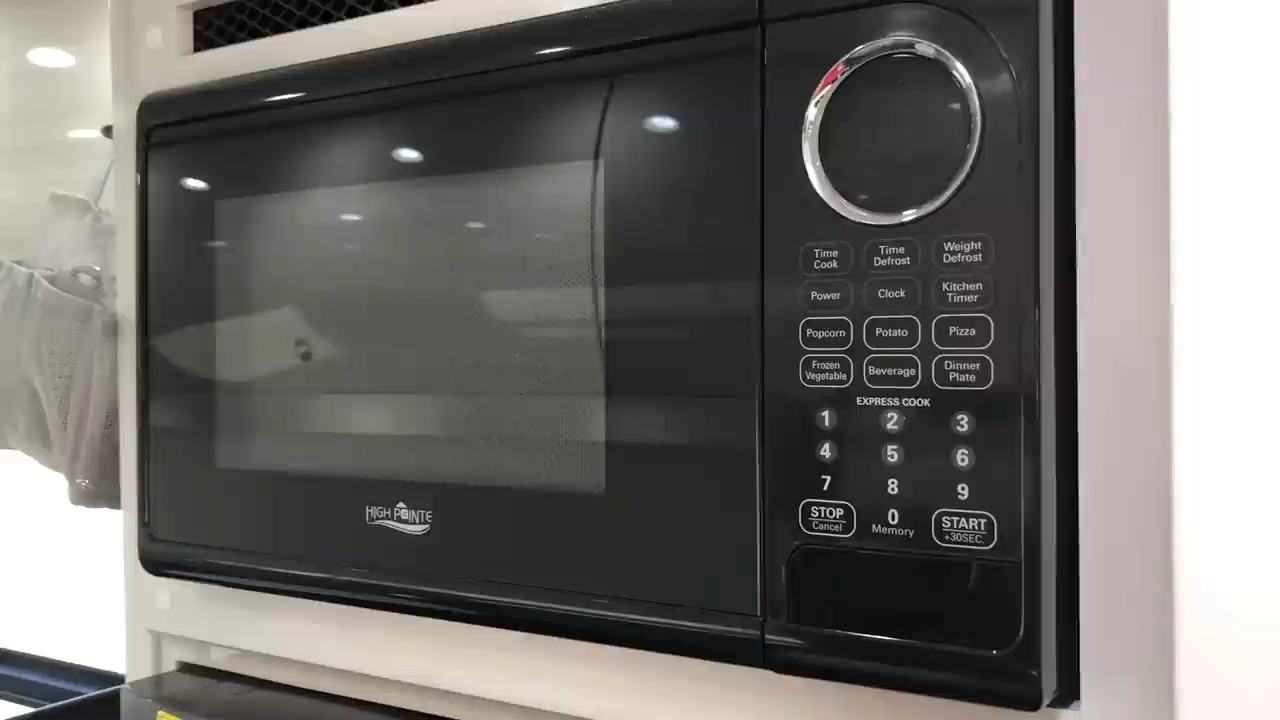 Time
Cook
Time
Defrost
Weight
Defrost
Power
Clock
Kitchen
Timer
Popcorn
Potato
Pizza
Frozen
Vegetable
Beverage
Dinner
Plate
EXPRESS COOK
1
2
3
4
5
6
7
8
9
STOP
Cancel
0
Memory
START
+30SEC.
HIGH POINTE